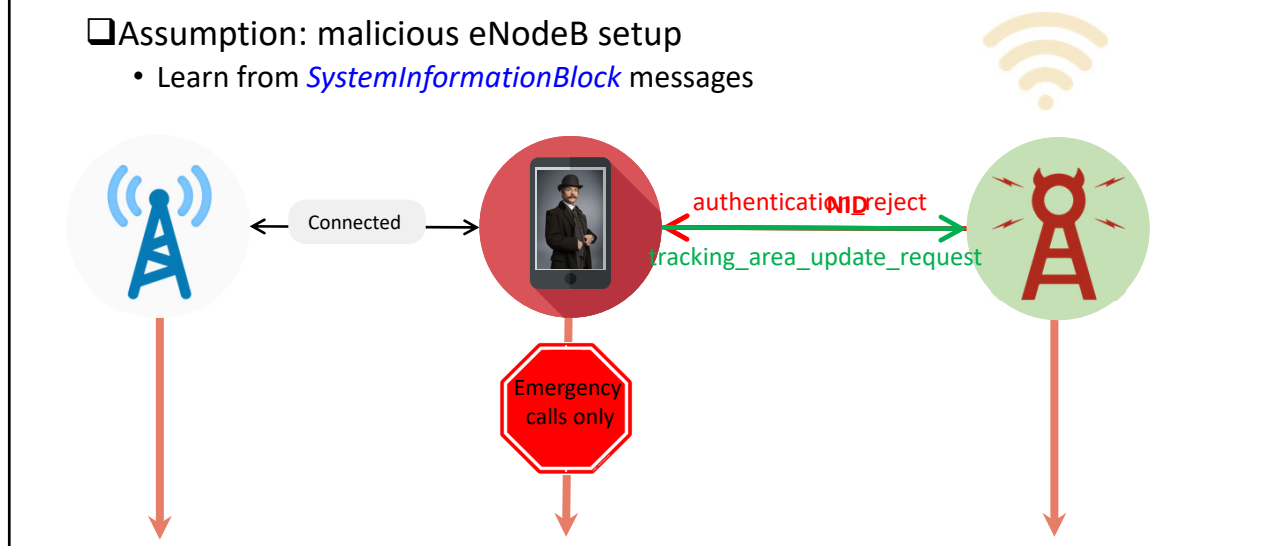 ❑Assumption: malicious eNodeB setup
• Learn from SystemInformationBlock messages
Connected
authentication_reject
NID
tracking_area_update_request
Emergency
calls only